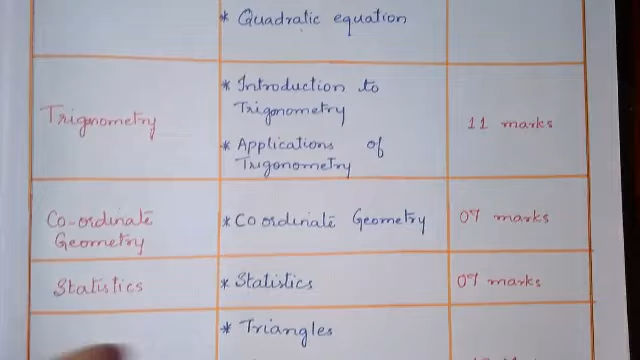 * Quadratic equation
Trigonometry
* Introduction to
Trigonometry
* Applications of
Trigonometry
11 marks
Co-ordinate
Geometry
* Coordinate Geometry
07 marks
Statistics
* Statistics
07 marks
* Triangles